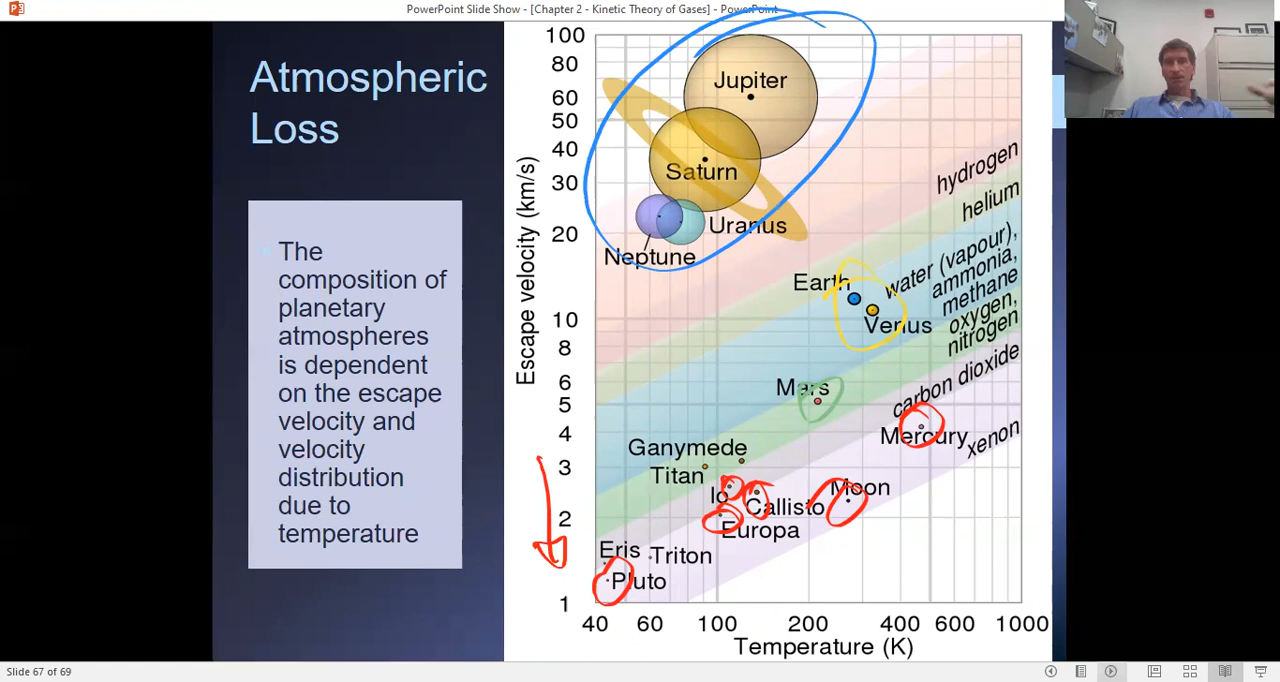 PowerPoint Slide Show - [Chapter 2 - Kinetic Theory of Gases] - PowerPoint
Atmospheric
Loss
The
composition of
planetary
atmospheres
is dependent
on the escape
velocity and
velocity
distribution
due to
temperature
Escape velocity (km/s)
100
80
60
50
40
30
20
10
8
6
5
4
3
2
1
Jupiter
Saturn
Uranus
Neptune
Earth
Venus
Mars
Mercury
Ganymede
Titan
Io
Callisto
Moon
Europa
Eris
Triton
Pluto
hydrogen
helium
water (vapour),
ammonia,
methane
oxygen,
nitrogen
carbon dioxide
xenon
40 60 100 200 400 600 1000
Temperature (K)
Slide 67 of 69